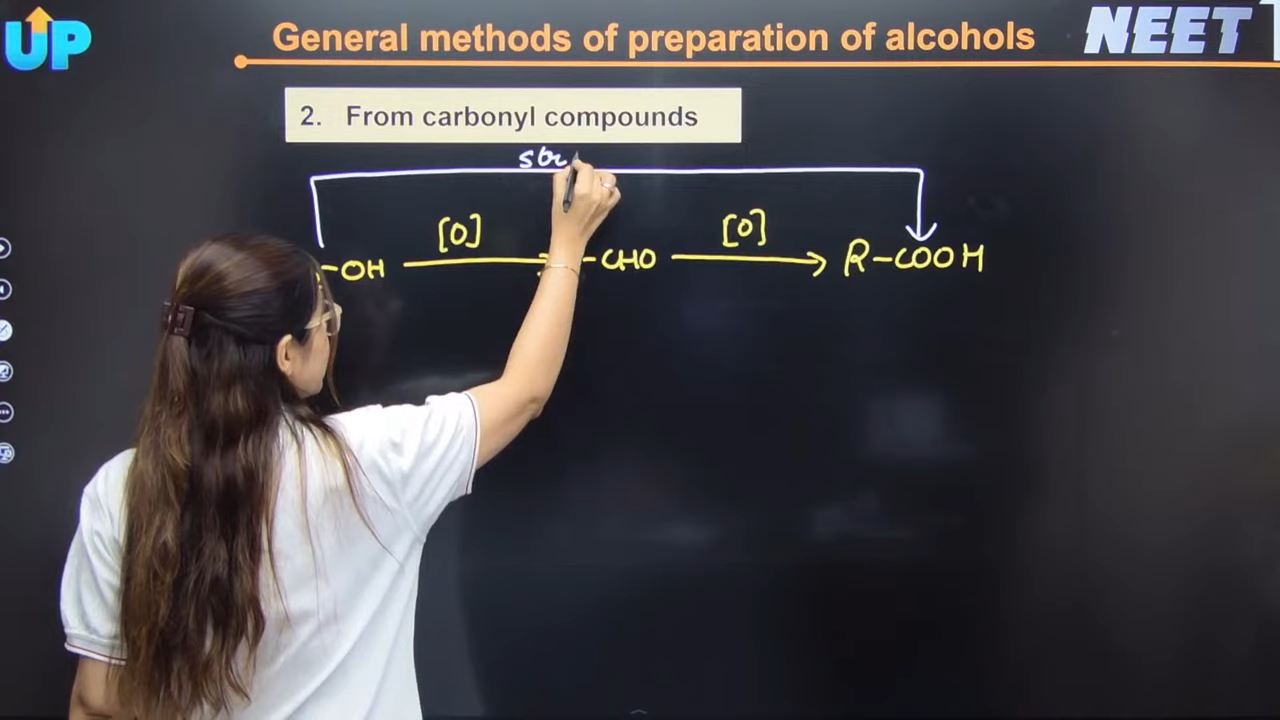 UP
General methods of preparation of alcohols
NEET
2. From carbonyl compounds
[O] [O]
-OH -CHO R-COOH